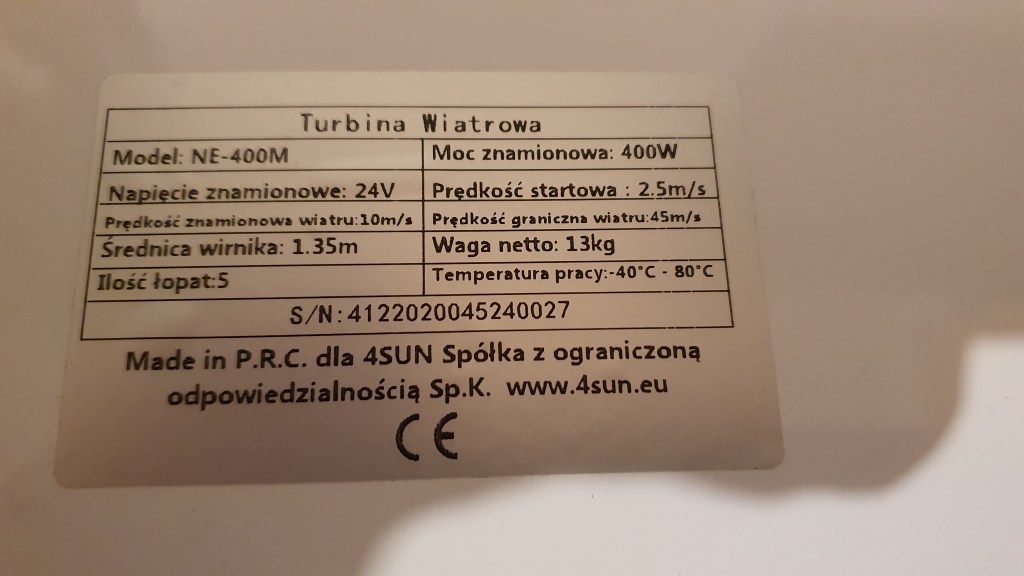 Turbina Wiatrowa
Model: NE-400M
Moc znamionowa: 400W
Napięcie znamionowe: 24V
Prędkość startowa : 2.5m/s
Prędkość znamionowa wiatru:10m/s
Prędkość graniczna wiatru:45m/s
Średnica wirnika: 1.35m
Waga netto: 13kg
Ilość łopat:5
Temperatura pracy:-40°C - 80°C
S/N:4122020045240027
Made in P.R.C. dla 4SUN Spółka z ograniczoną
odpowiedzialnością Sp.K. www.4sun.eu
CE